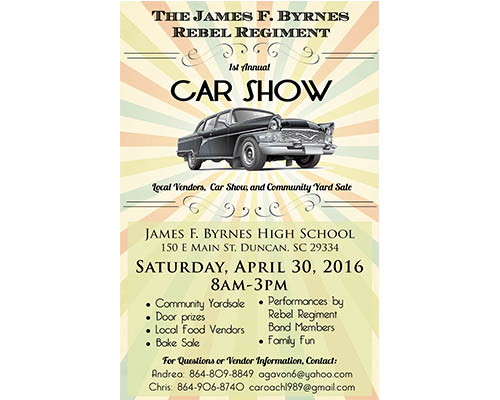 The James F. Byrnes
Rebel Regiment
1st Annual
CAR SHOW
Local Vendors, Car Show, and Community Yard Sale
James F. Byrnes High School
150 E Main St. Duncan, SC 29334
Saturday, April 30, 2016
8am-3pm
• Community Yardsale
• Door prizes
• Local Food Vendors
• Bake Sale
• Performances by
Rebel Regiment
Band Members
• Family Fun
For Questions or Vendor Information, Contact:
Andrea: 864-809-8849 agavon6@yahoo.com
Chris: 864-906-8740 caroach1989@gmail.com